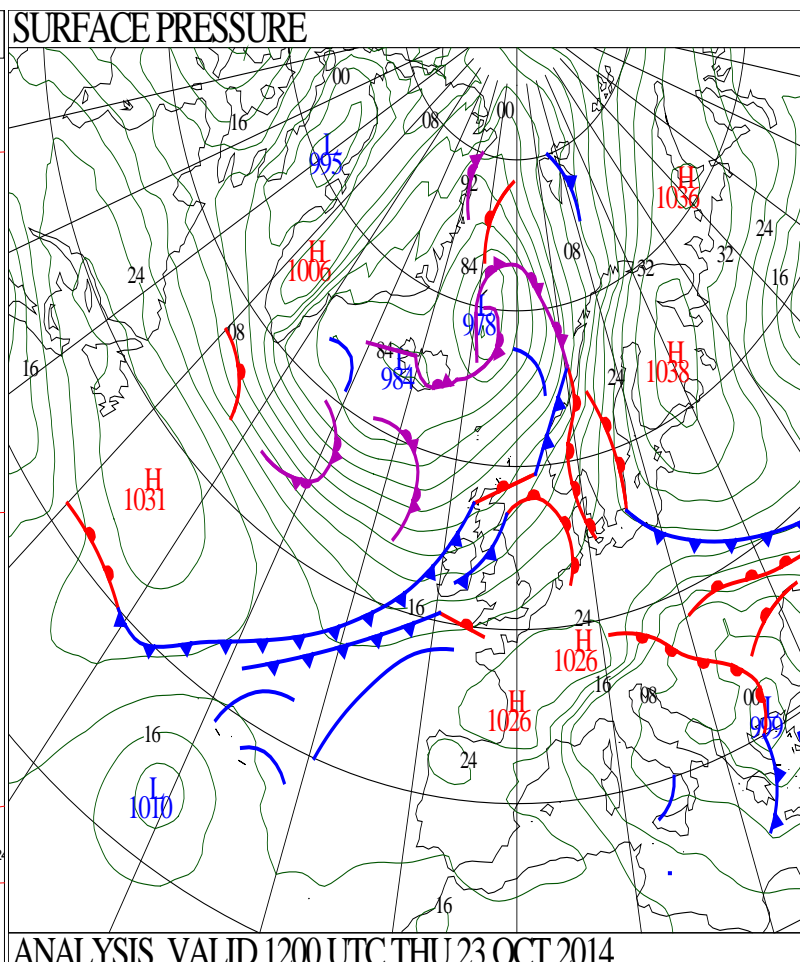 SURFACE PRESSURE
00
16
08
00
L
995
92
H
1036
H
1006
24
84
08
32
32
24
16
L
978
08
84
L
984
16
H
1038
24
H
1031
16
24
H
1026
16
08
00
L
999
H
1026
16
24
L
1010
16
ANALYSIS VALID 1200 UTC THU 23 OCT 2014